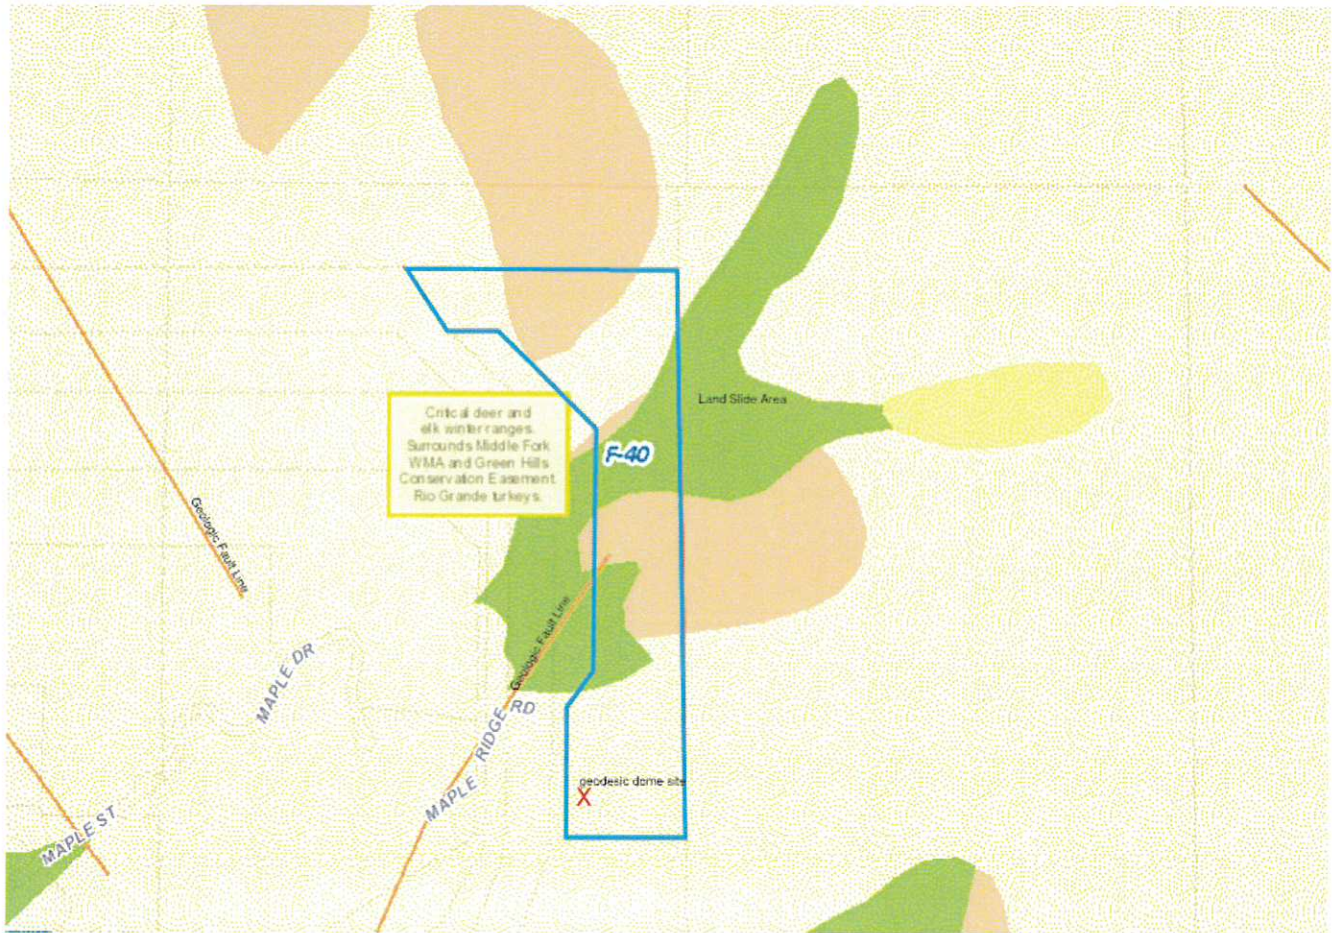 Land Slide Area
Critical deer and
elk winter ranges.
Surrounds Middle Fork
WMA and Green Hills
Conservation Easement.
Rio Grande turkeys.
F-40
Geologic Fault Line
Geologic Fault Line
MAPLE DR
MAPLE RIDGE RD
geodesic dome site
X
MAPLE ST